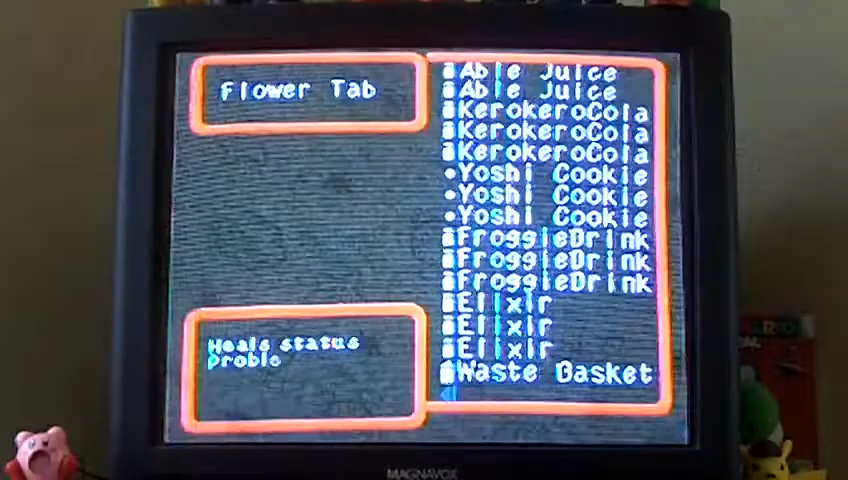 Flower Tab
Able Juice
Able Juice
KerokeroCola
KerokeroCola
KerokeroCola
Yoshi Cookie
Yoshi Cookie
Yoshi Cookie
FroggieDrink
FroggieDrink
FroggieDrink
Elixir
Elixir
Elixir
Waste Basket
Heals status
proble
MAGNAVOX